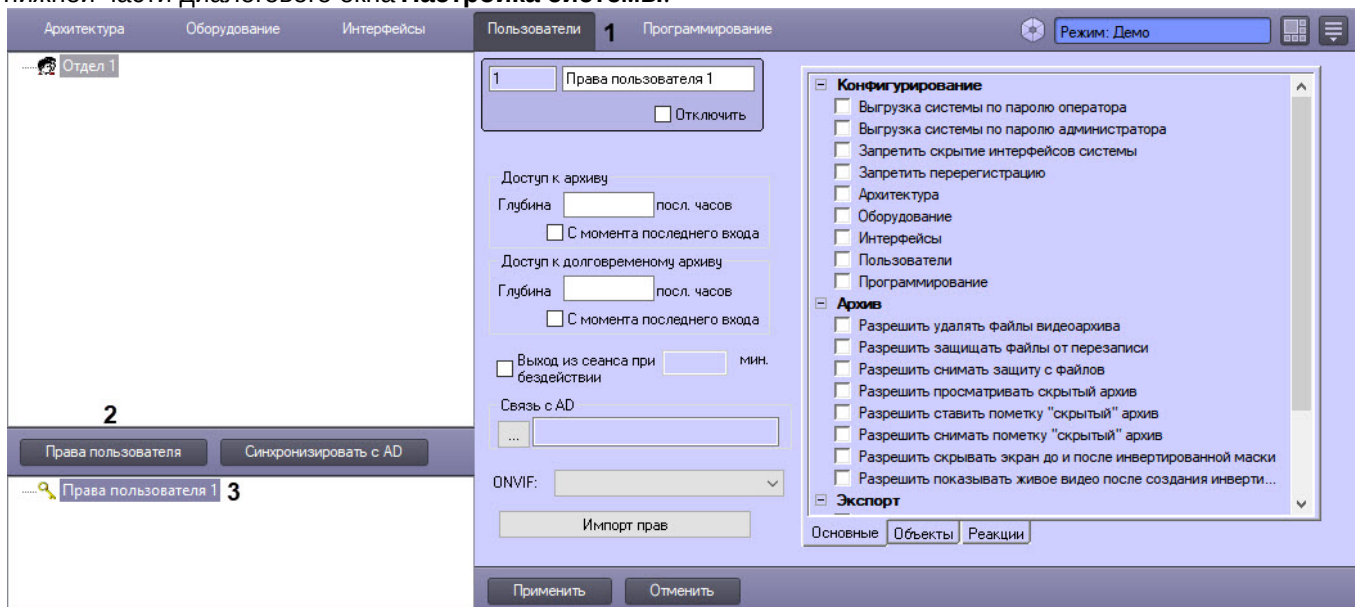 нижней части диалогового окна Настройка системы.
Архитектура Оборудование Интерфейсы Пользователи 1 Программирование Режим: Демо
Отдел 1
1 Права пользователя 1
Отключить
Доступ к архиву
Глубина посл. часов
С момента последнего входа
Доступ к долговременому архиву
Глубина посл. часов
С момента последнего входа
Выход из сеанса при мин.
бездействии
Связь с AD
...
ONVIF:
Импорт прав
Конфигурирование
Выгрузка системы по паролю оператора
Выгрузка системы по паролю администратора
Запретить скрытие интерфейсов системы
Запретить перерегистрацию
Архитектура
Оборудование
Интерфейсы
Пользователи
Программирование
Архив
Разрешить удалять файлы видеоархива
Разрешить защищать файлы от перезаписи
Разрешить снимать защиту с файлов
Разрешить просматривать скрытый архив
Разрешить ставить пометку "скрытый" архив
Разрешить снимать пометку "скрытый" архив
Разрешить скрывать экран до и после инвертированной маски
Разрешить показывать живое видео после создания инверти...
Экспорт
Основные Объекты Реакции
2
Права пользователя Синхронизировать с AD
Права пользователя 1 3
Применить Отменить